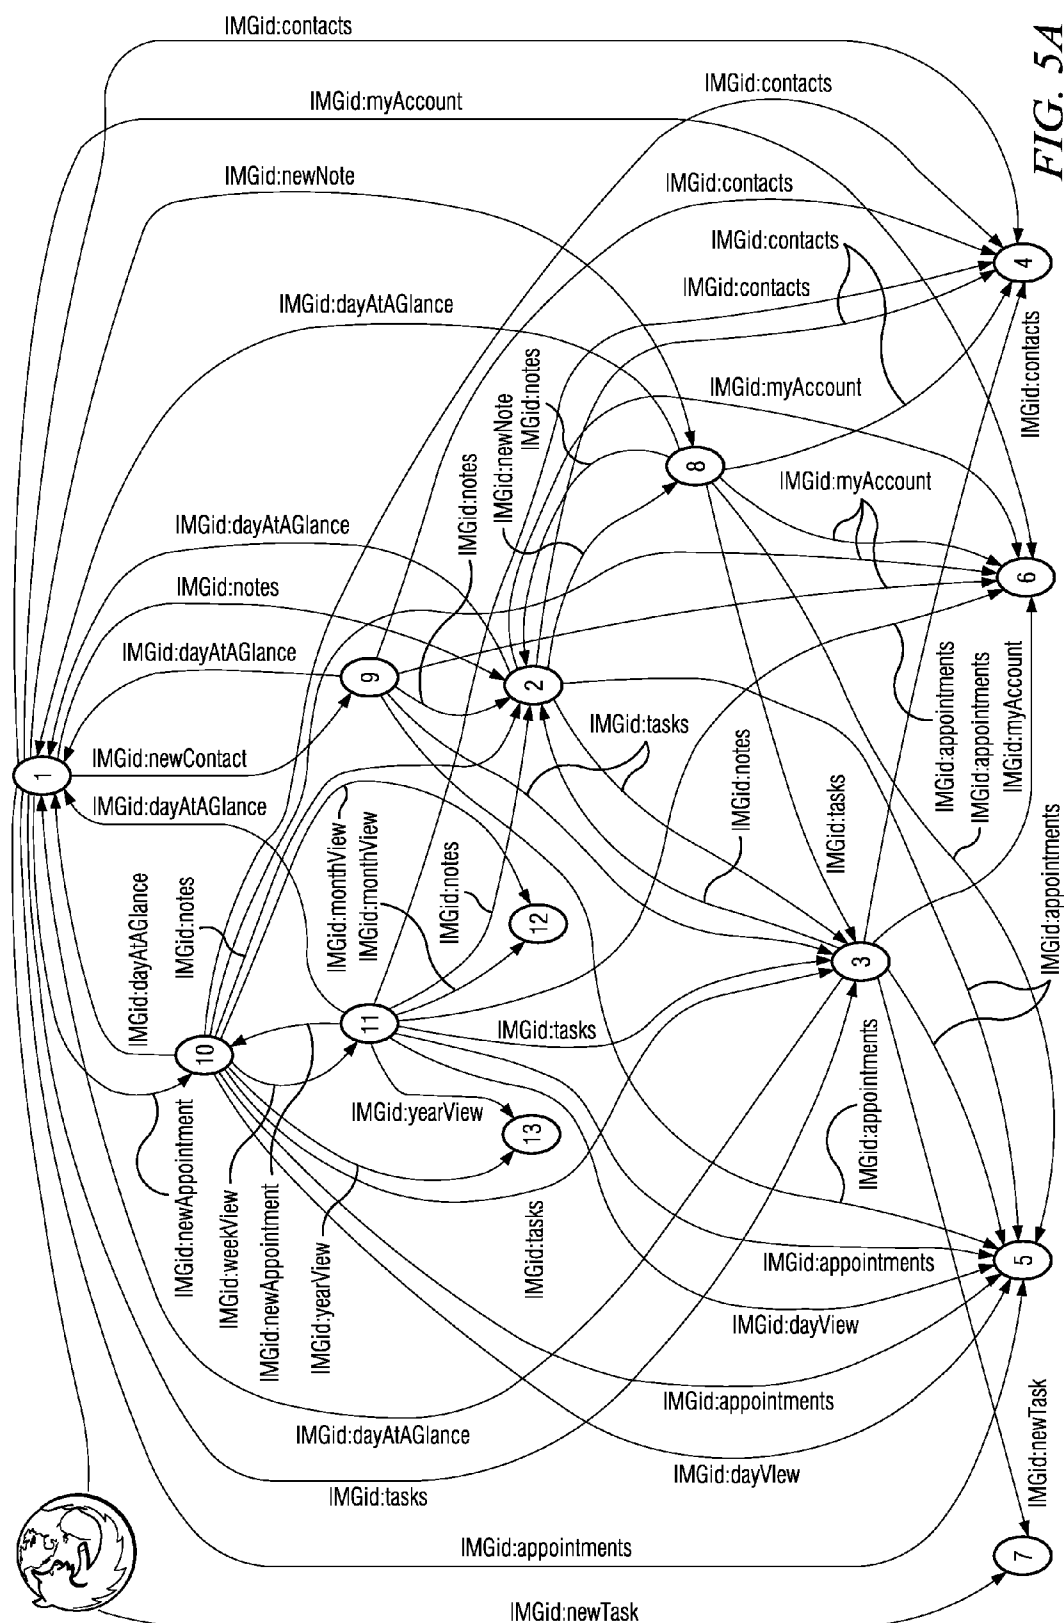 IMGid:contacts
IMGid:myAccount
IMGid:contacts
IMGid:newNote
IMGid:contacts
IMGid:contacts
IMGid:contacts
IMGid:dayAtAGlance
IMGid:contacts
4
FIG. 5A
IMGid:notes
IMGid:newNote
IMGid:myAccount
8
IMGid:notes
IMGid:myAccount
IMGid:dayAtAGlance
6
IMGid:notes
IMGid:dayAtAGlance
9
2
IMGid:appointments
IMGid:appointments
IMGid:myAccount
IMGid:tasks
1
IMGid:newContact
IMGid:notes
IMGid:dayAtAGlance
IMGid:tasks
IMGid:monthView
IMGid:monthView
IMGid:notes
12
IMGid:dayAtAGlance
IMGid:notes
3
IMGid:appointments
10
11
IMGid:tasks
IMGid:yearView
13
IMGid:appointments
IMGid:newAppointment
IMGid:weekView
IMGid:newAppointment
IMGid:yearView
IMGid:tasks
5
IMGid:appointments
IMGid:dayView
IMGid:appointments
IMGid:dayAtAGlance
IMGid:dayVIew
IMGid:tasks
IMGid:newTask
IMGid:appointments
7
IMGid:newTask